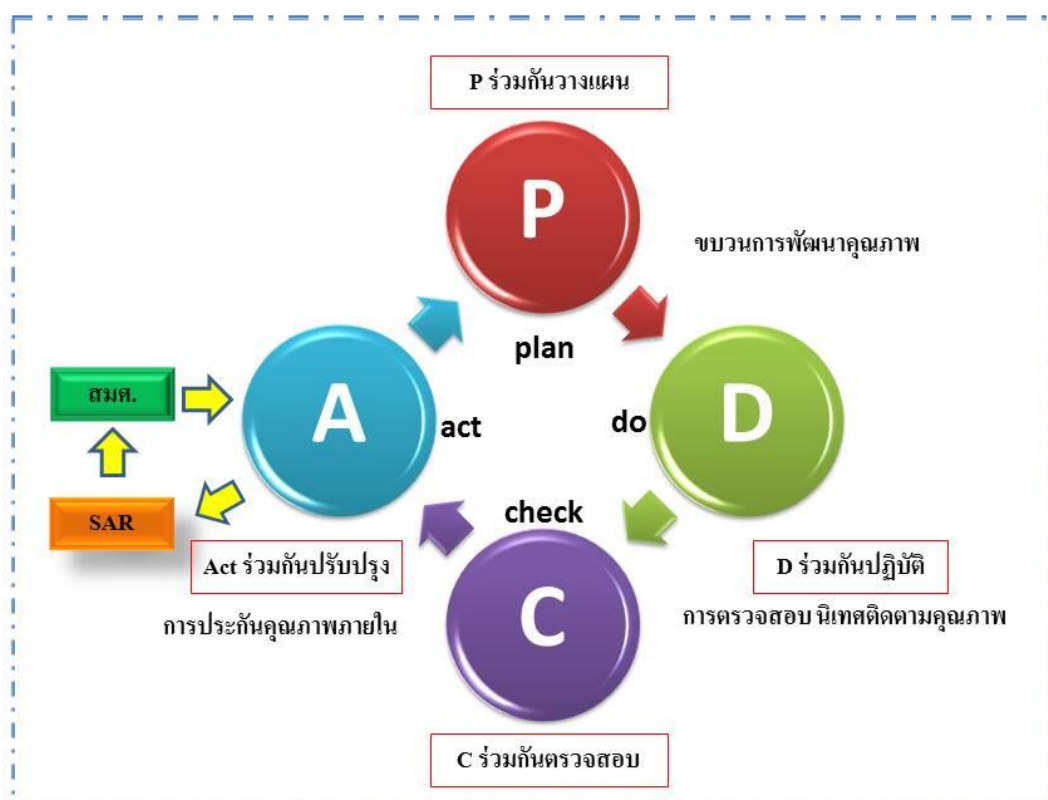 P ร่วมกันวางแผน
P
ขบวนการพัฒนาคุณภาพ
plan
สมศ.
A
act
do
D
SAR
check
Act ร่วมกันปรับปรุง
D ร่วมกันปฏิบัติ
การประกันคุณภาพภายใน
C
การตรวจสอบ นิเทศติดตามคุณภาพ
C ร่วมกันตรวจสอบ